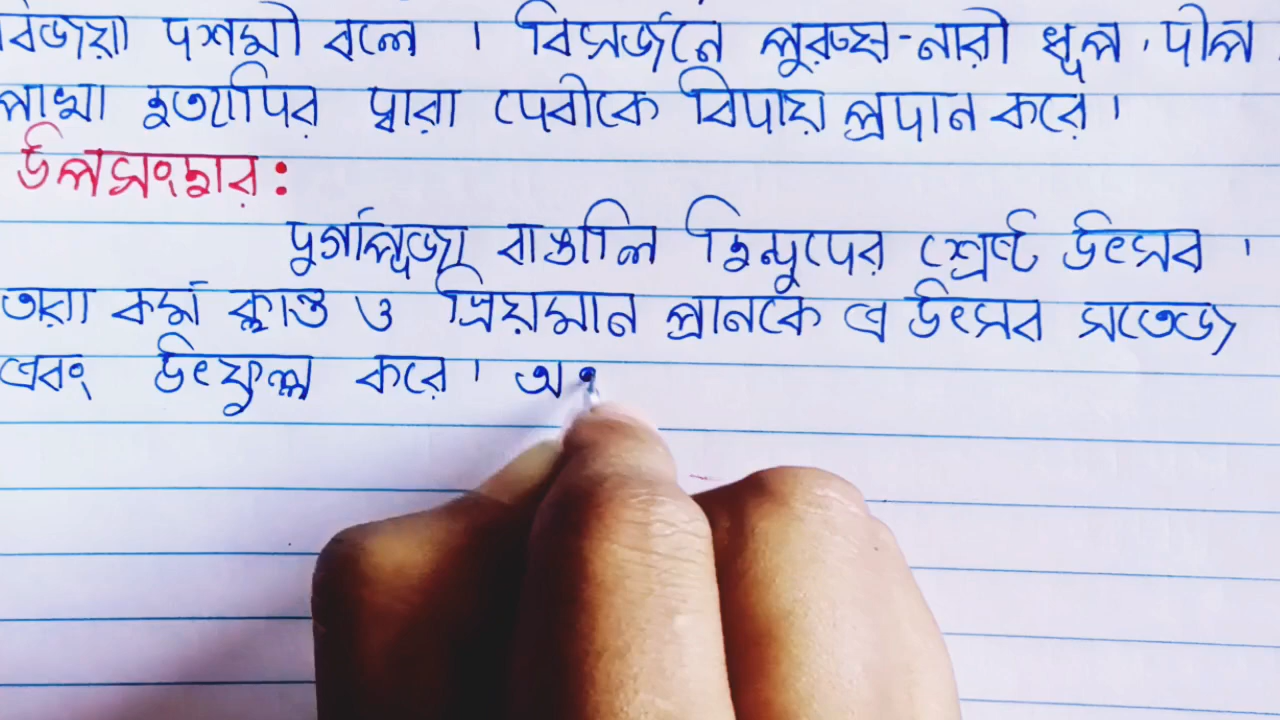 বিজয়া দশমী বলে । বিসর্জনে পুরুষ-নারী ধূপ, দীপ,
পাখা ইত্যাদির দ্বারা দেবীকে বিদায় প্রদান করে।
উপসংহার:
দুর্গাপূজা বাঙালি হিন্দুদের শ্রেষ্ট উৎসব ।
তারা কর্ম ক্লান্ত ও ম্রিয়মান প্রানকে এ উৎসব সতেজ
এবং উৎফুল্ল করে। অ